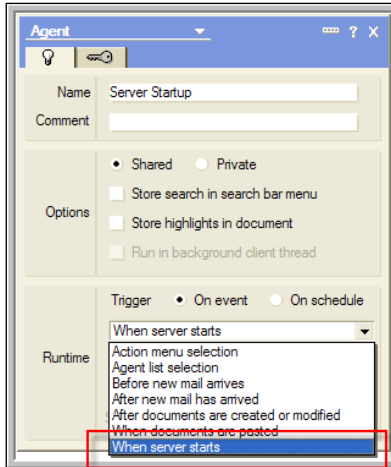 Agent
? X
Name Server Startup
Comment
Shared Private
Store search in search bar menu
Options
Store highlights in document
Run in background client thread
Trigger On event On schedule
When server starts
Runtime
Action menu selection
Agent list selection
Before new mail arrives
After new mail has arrived
After documents are created or modified
When documents are pasted
When server starts